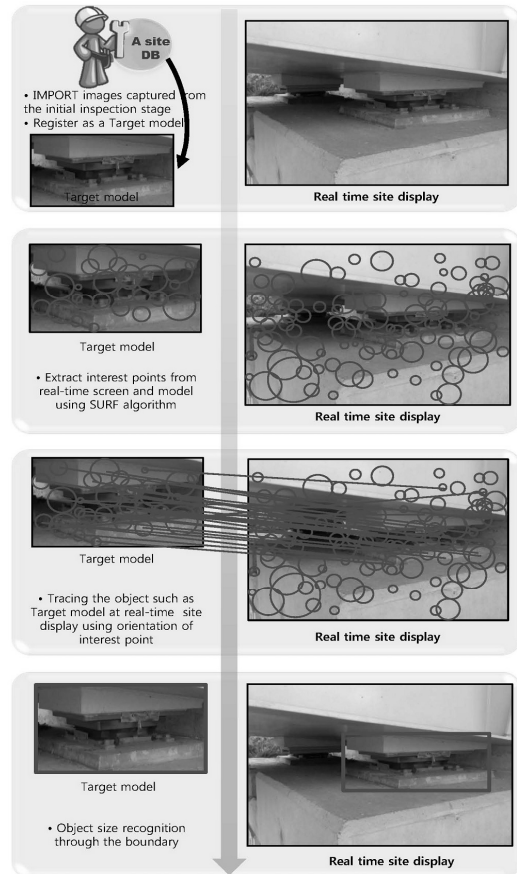 A site
DB
• IMPORT images captured from
the initial inspection stage
• Register as a Target model
Target model
Real time site display
Target model
• Extract interest points from
real-time screen and model
using SURF algorithm
Real time site display
Target model
• Tracing the object such as
Target model at real-time site
display using orientation of
interest point
Real time site display
Target model
• Object size recognition
through the boundary
Real time site display